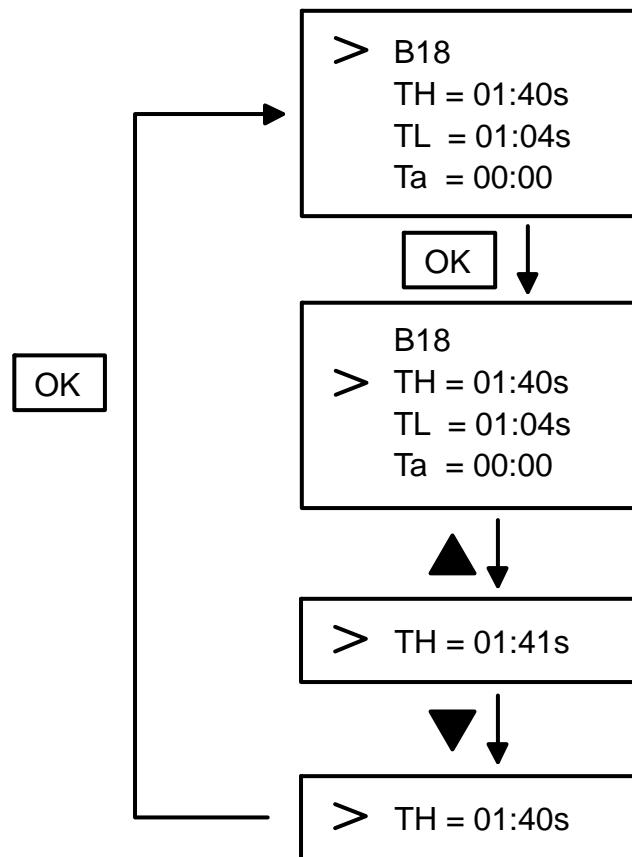 > B18
TH = 01:40s
TL = 01:04s
Ta = 00:00
OK
B18
> TH = 01:40s
TL = 01:04s
Ta = 00:00
OK
> TH = 01:41s
> TH = 01:40s